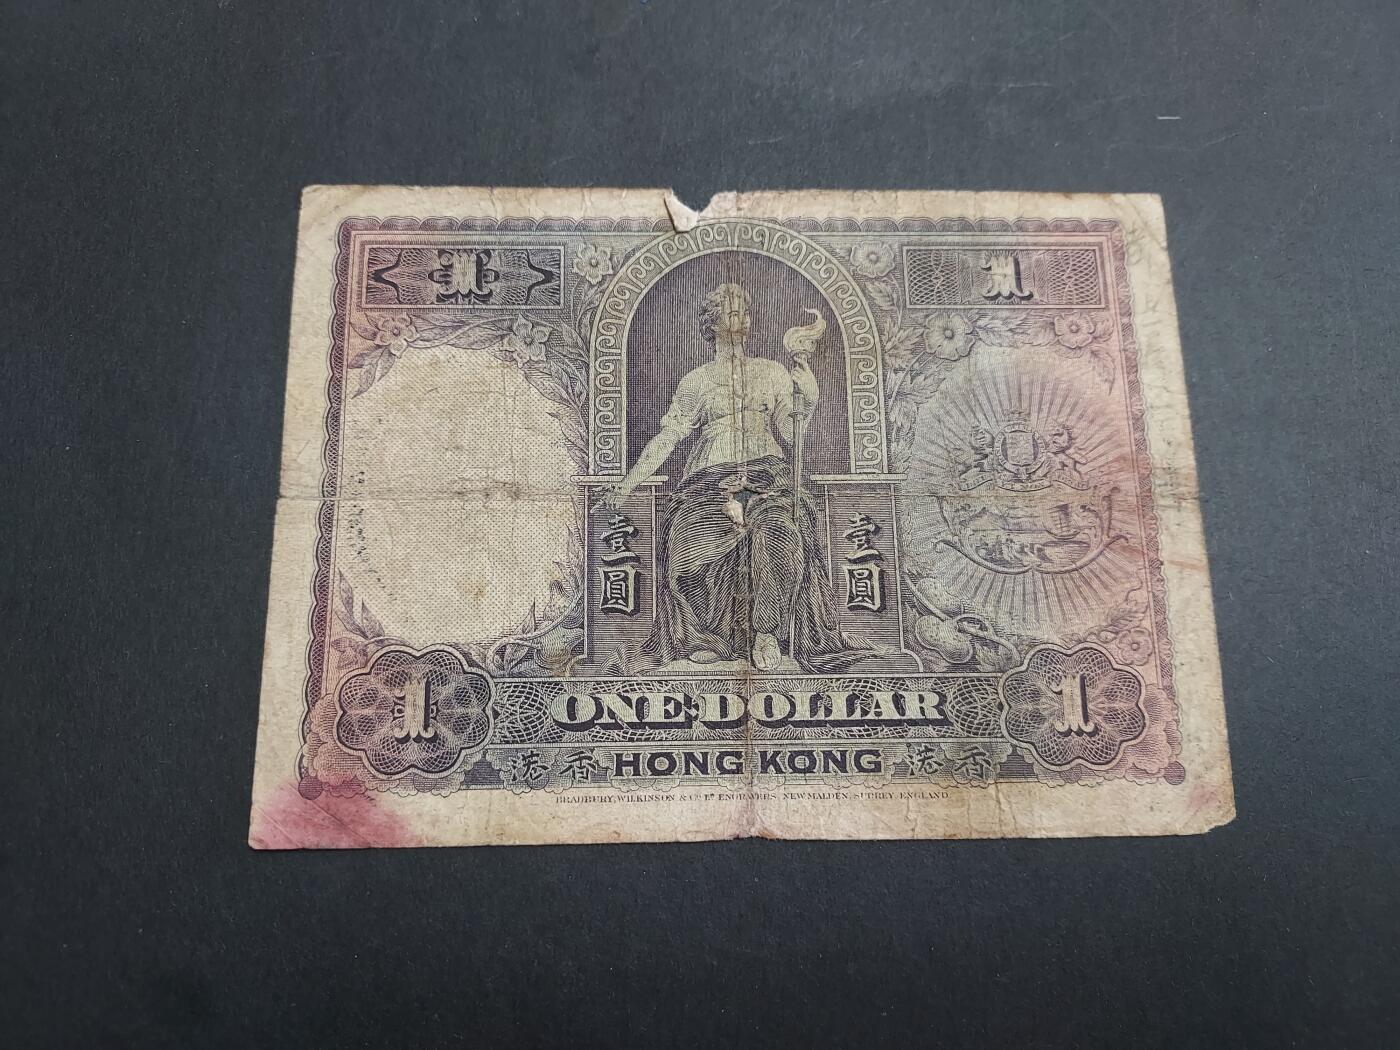 1 1
壹圓 壹圓
1 ONE DOLLAR 1
港香 HONG KONG 港香
BRADBURY, WILKINSON & Co. Ld. ENGRAVERS, NEW MALDEN, SURREY, ENGLAND.